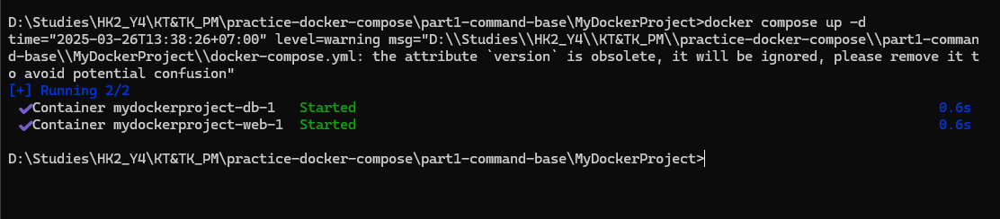 D:\Studies\HK2_Y4\KT&TK_PM\practice-docker-compose\part1-command-base\MyDockerProject>docker compose up -d
time="2025-03-26T13:38:26+07:00" level=warning msg="D:\\Studies\\HK2_Y4\\KT&TK_PM\\practice-docker-compose\\part1-comman
d-base\\MyDockerProject\\docker-compose.yml: the attribute `version` is obsolete, it will be ignored, please remove it t
o avoid potential confusion"
[+] Running 2/2
✔Container mydockerproject-db-1 Started 0.6s
✔Container mydockerproject-web-1 Started 0.6s
D:\Studies\HK2_Y4\KT&TK_PM\practice-docker-compose\part1-command-base\MyDockerProject>